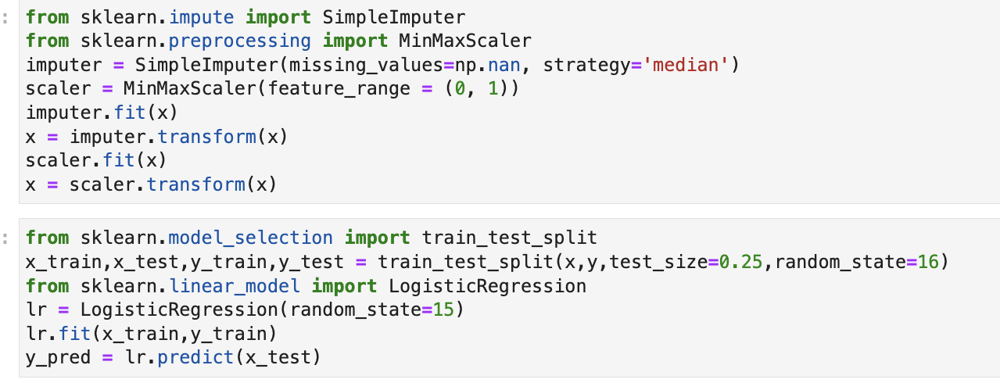 from sklearn.impute import SimpleImputer
from sklearn.preprocessing import MinMaxScaler
imputer = SimpleImputer(missing_values=np.nan, strategy='median')
scaler = MinMaxScaler(feature_range = (0, 1))
imputer.fit(x)
x = imputer.transform(x)
scaler.fit(x)
x = scaler.transform(x)
from sklearn.model_selection import train_test_split
x_train,x_test,y_train,y_test = train_test_split(x,y,test_size=0.25,random_state=16)
from sklearn.linear_model import LogisticRegression
lr = LogisticRegression(random_state=15)
lr.fit(x_train,y_train)
y_pred = lr.predict(x_test)